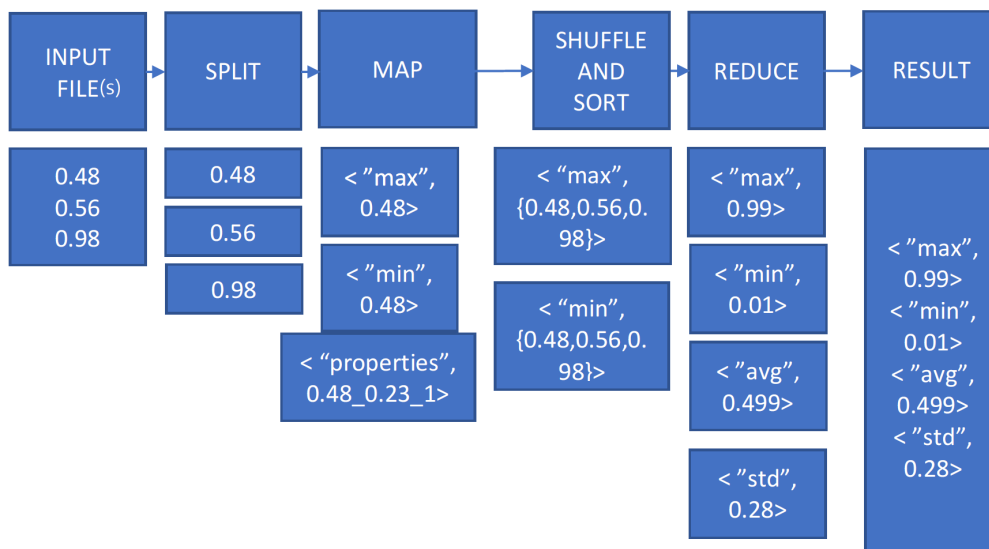 INPUT
FILE(s)
SPLIT
MAP
SHUFFLE
AND
SORT
REDUCE
RESULT
0.48
0.56
0.98
0.48
0.56
0.98
< ”max”,
0.48>
< ”min”,
0.48>
< “properties”,
0.48_0.23_1>
< “max”,
{0.48,0.56,0.
98}>
< ”min”,
{0.48,0.56,0.
98}>
< ”max”,
0.99>
< ”min”,
0.01>
< ”avg”,
0.499>
< ”std”,
0.28>
< ”max”,
0.99>
< ”min”,
0.01>
< ”avg”,
0.499>
< ”std”,
0.28>